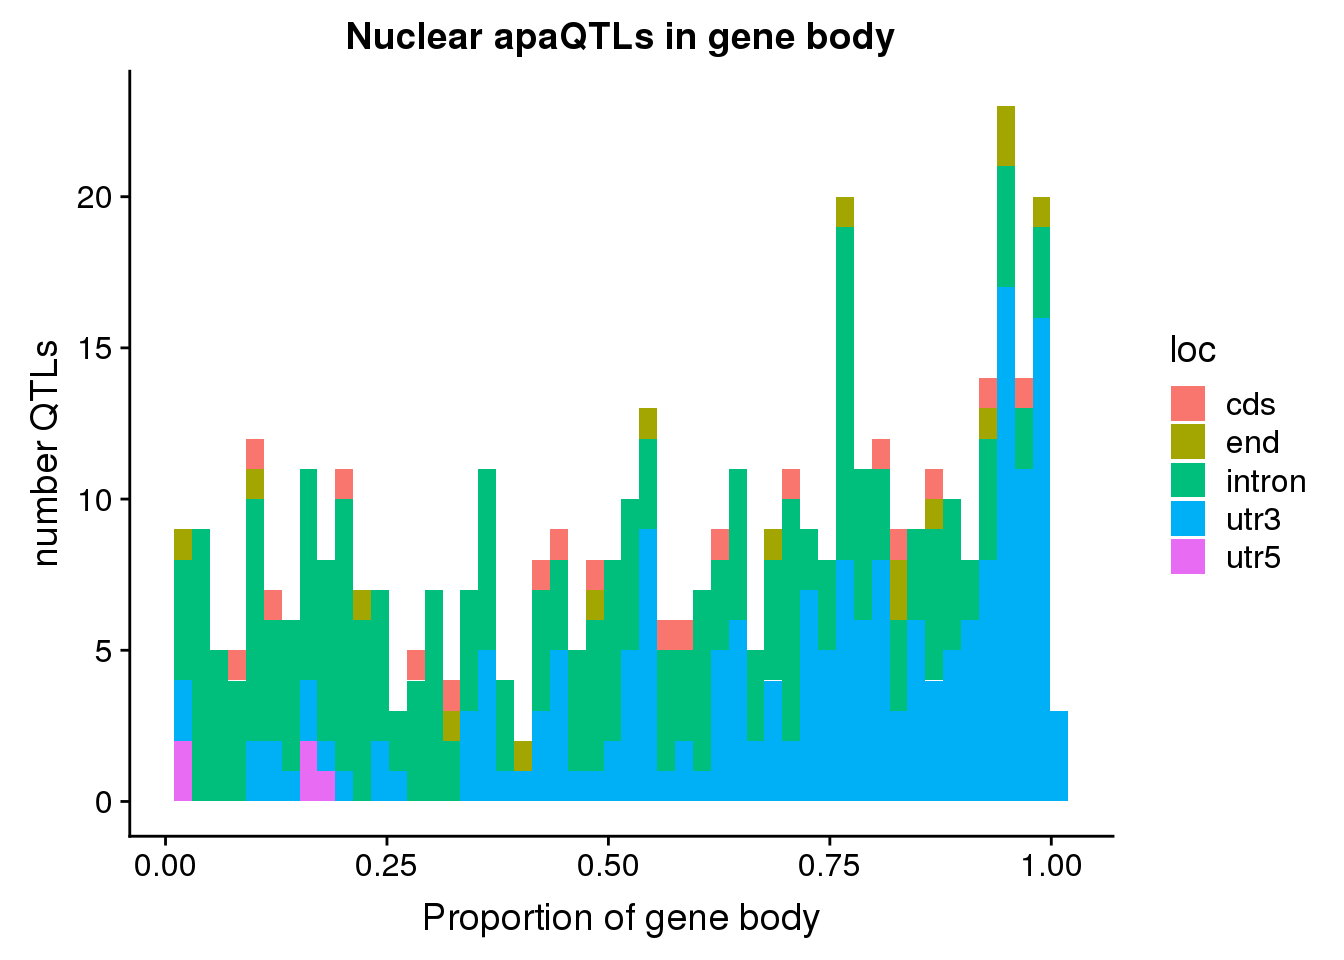 Nuclear apaQTLs in gene body
number QTLs
20
15
10
5
0
0.00 0.25 0.50 0.75 1.00
Proportion of gene body
loc
cds
end
intron
utr3
utr5